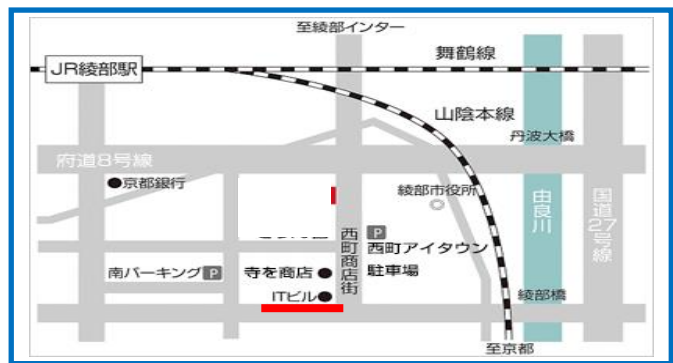 至綾部インター
舞鶴線
JR綾部駅
山陰本線
丹波大橋
府道8号線
●京都銀行
綾部市役所
由良川
国道27号線
西町商店街
P
西町アイタウン
駐車場
南パーキング P
寺を商店●
ITビル●
綾部橋
至京都